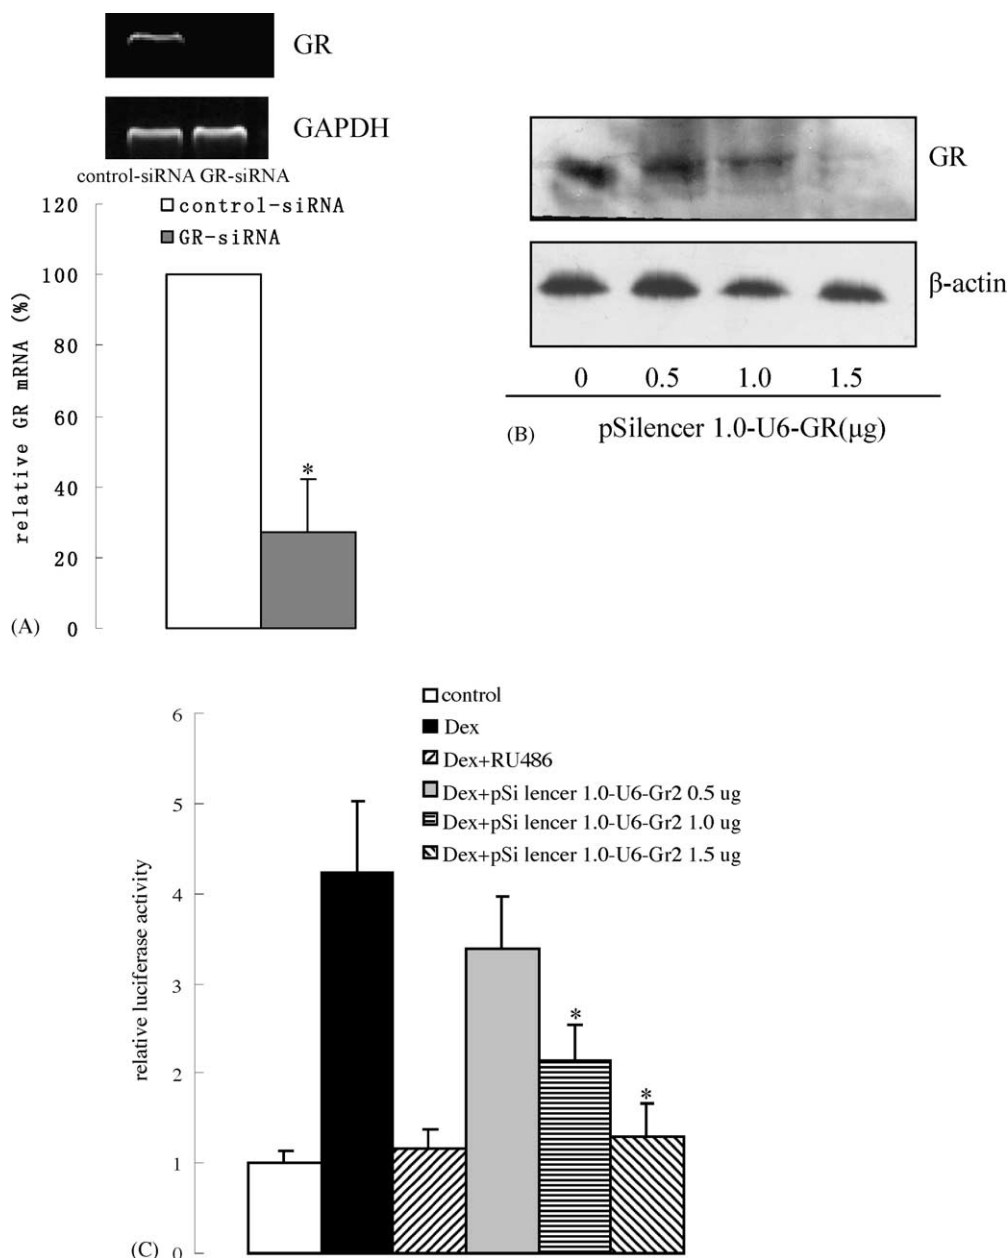 GR
GAPDH
control-siRNA GR-siRNA
120
100
80
60
40
20
0
relative GR mRNA (%)
control-siRNA
GR-siRNA
*
(A)
GR
β-actin
0 0.5 1.0 1.5
pSilencer 1.0-U6-GR(μg)
(B)
control
Dex
Dex+RU486
Dex+pSi lencer 1.0-U6-Gr2 0.5 ug
Dex+pSi lencer 1.0-U6-Gr2 1.0 ug
Dex+pSi lencer 1.0-U6-Gr2 1.5 ug
6
5
4
3
2
1
0
relative luciferase activity
*
*
(C)